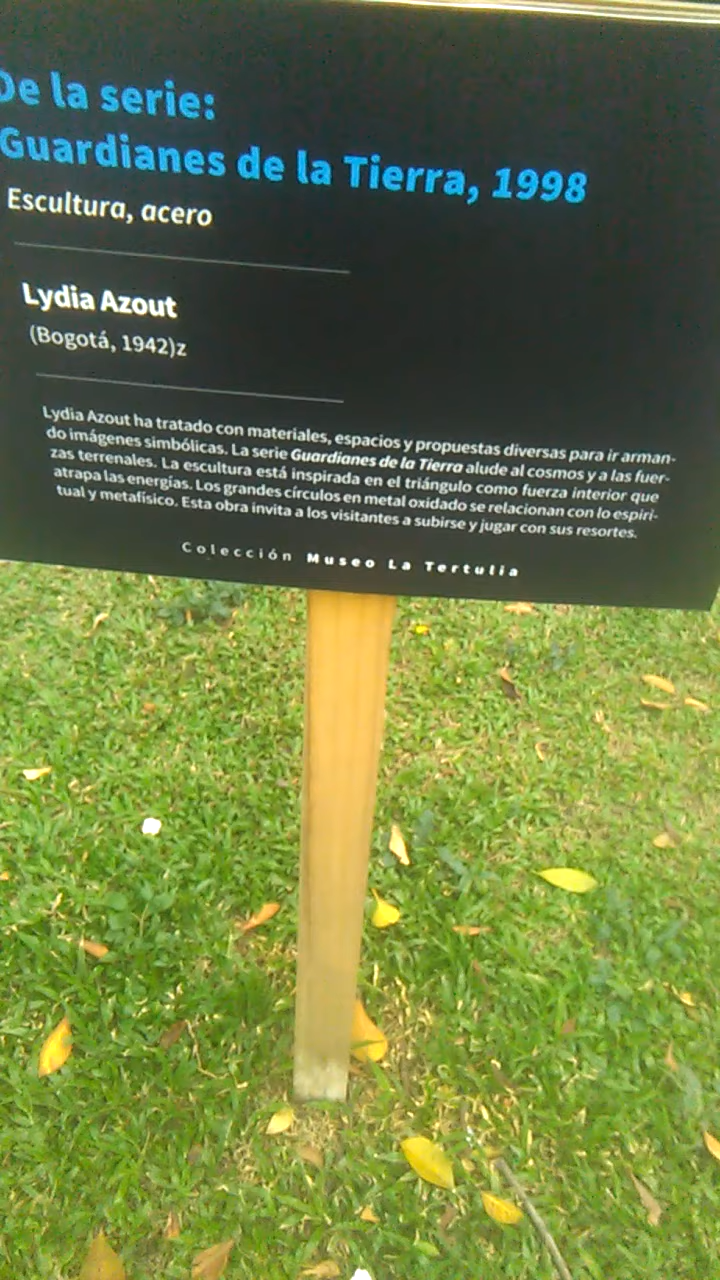 De la serie:
Guardianes de la Tierra, 1998
Escultura, acero
Lydia Azout
(Bogotá, 1942)z
Lydia Azout ha tratado con materiales, espacios y propuestas diversas para ir arman-
do imágenes simbólicas. La serie Guardianes de la Tierra alude al cosmos y a las fuer-
zas terrenales. La escultura está inspirada en el triángulo como fuerza interior que
atrapa las energías. Los grandes círculos en metal oxidado se relacionan con lo espiri-
tual y metafísico. Esta obra invita a los visitantes a subirse y jugar con sus resortes.
Colección Museo La Tertulia